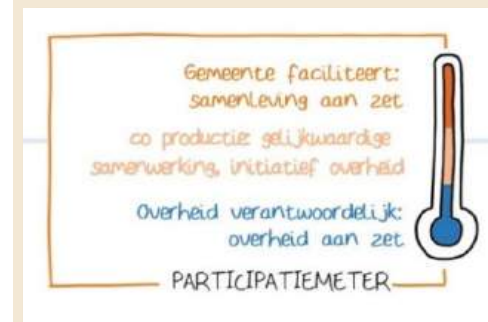 Gemeente faciliteert:
samenleving aan zet
co productie: gelijkwaardige
samenwerking, initiatief overheid
Overheid verantwoordelijk:
overheid aan zet
PARTICIPATIEMETER